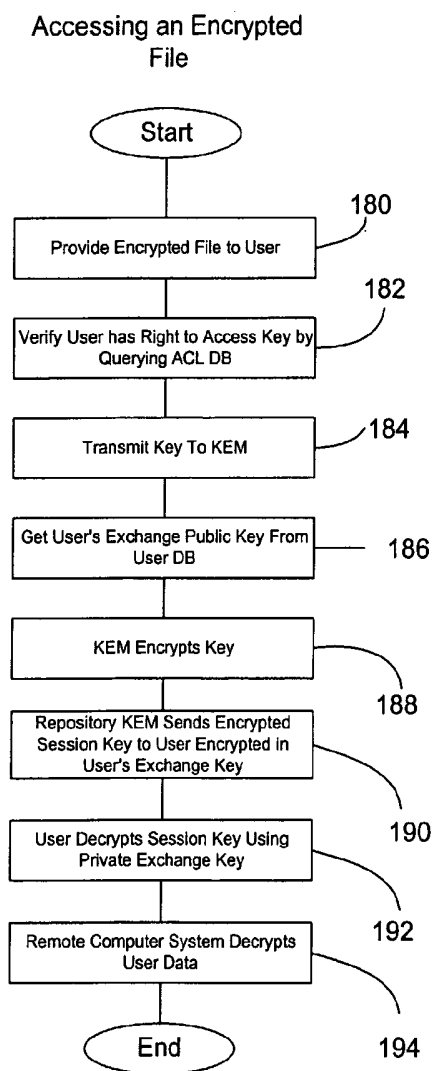 Accessing an Encrypted
File
Start
180
Provide Encrypted File to User
182
Verify User has Right to Access Key by
Querying ACL DB
184
Transmit Key To KEM
Get User's Exchange Public Key From
User DB
186
KEM Encrypts Key
188
Repository KEM Sends Encrypted
Session Key to User Encrypted in
User's Exchange Key
190
User Decrypts Session Key Using
Private Exchange Key
192
Remote Computer System Decrypts
User Data
194
End